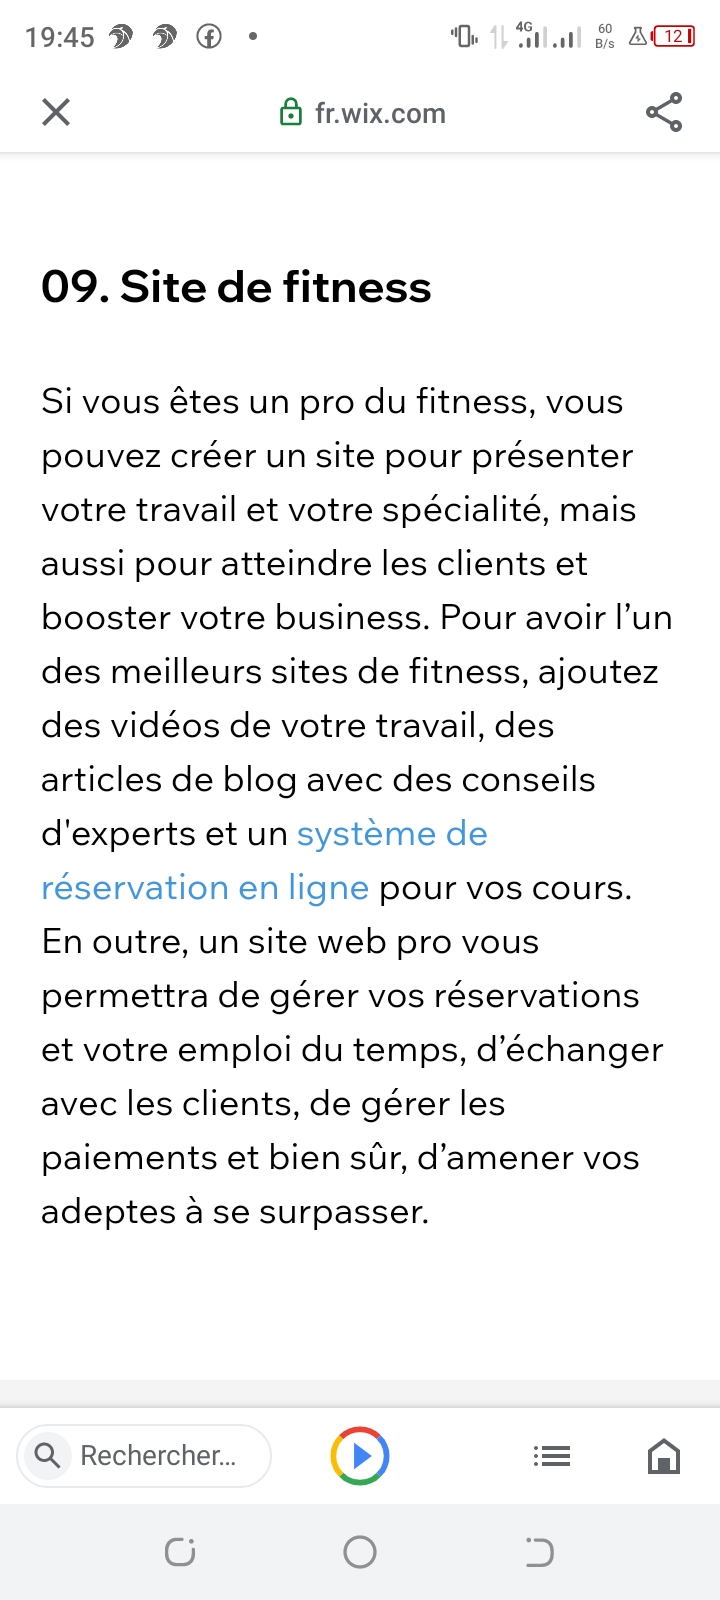 19:45
4G
60
B/s
12
fr.wix.com
09. Site de fitness
Si vous êtes un pro du fitness, vous
pouvez créer un site pour présenter
votre travail et votre spécialité, mais
aussi pour atteindre les clients et
booster votre business. Pour avoir l’un
des meilleurs sites de fitness, ajoutez
des vidéos de votre travail, des
articles de blog avec des conseils
d'experts et un système de
réservation en ligne pour vos cours.
En outre, un site web pro vous
permettra de gérer vos réservations
et votre emploi du temps, d’échanger
avec les clients, de gérer les
paiements et bien sûr, d’amener vos
adeptes à se surpasser.
Rechercher...